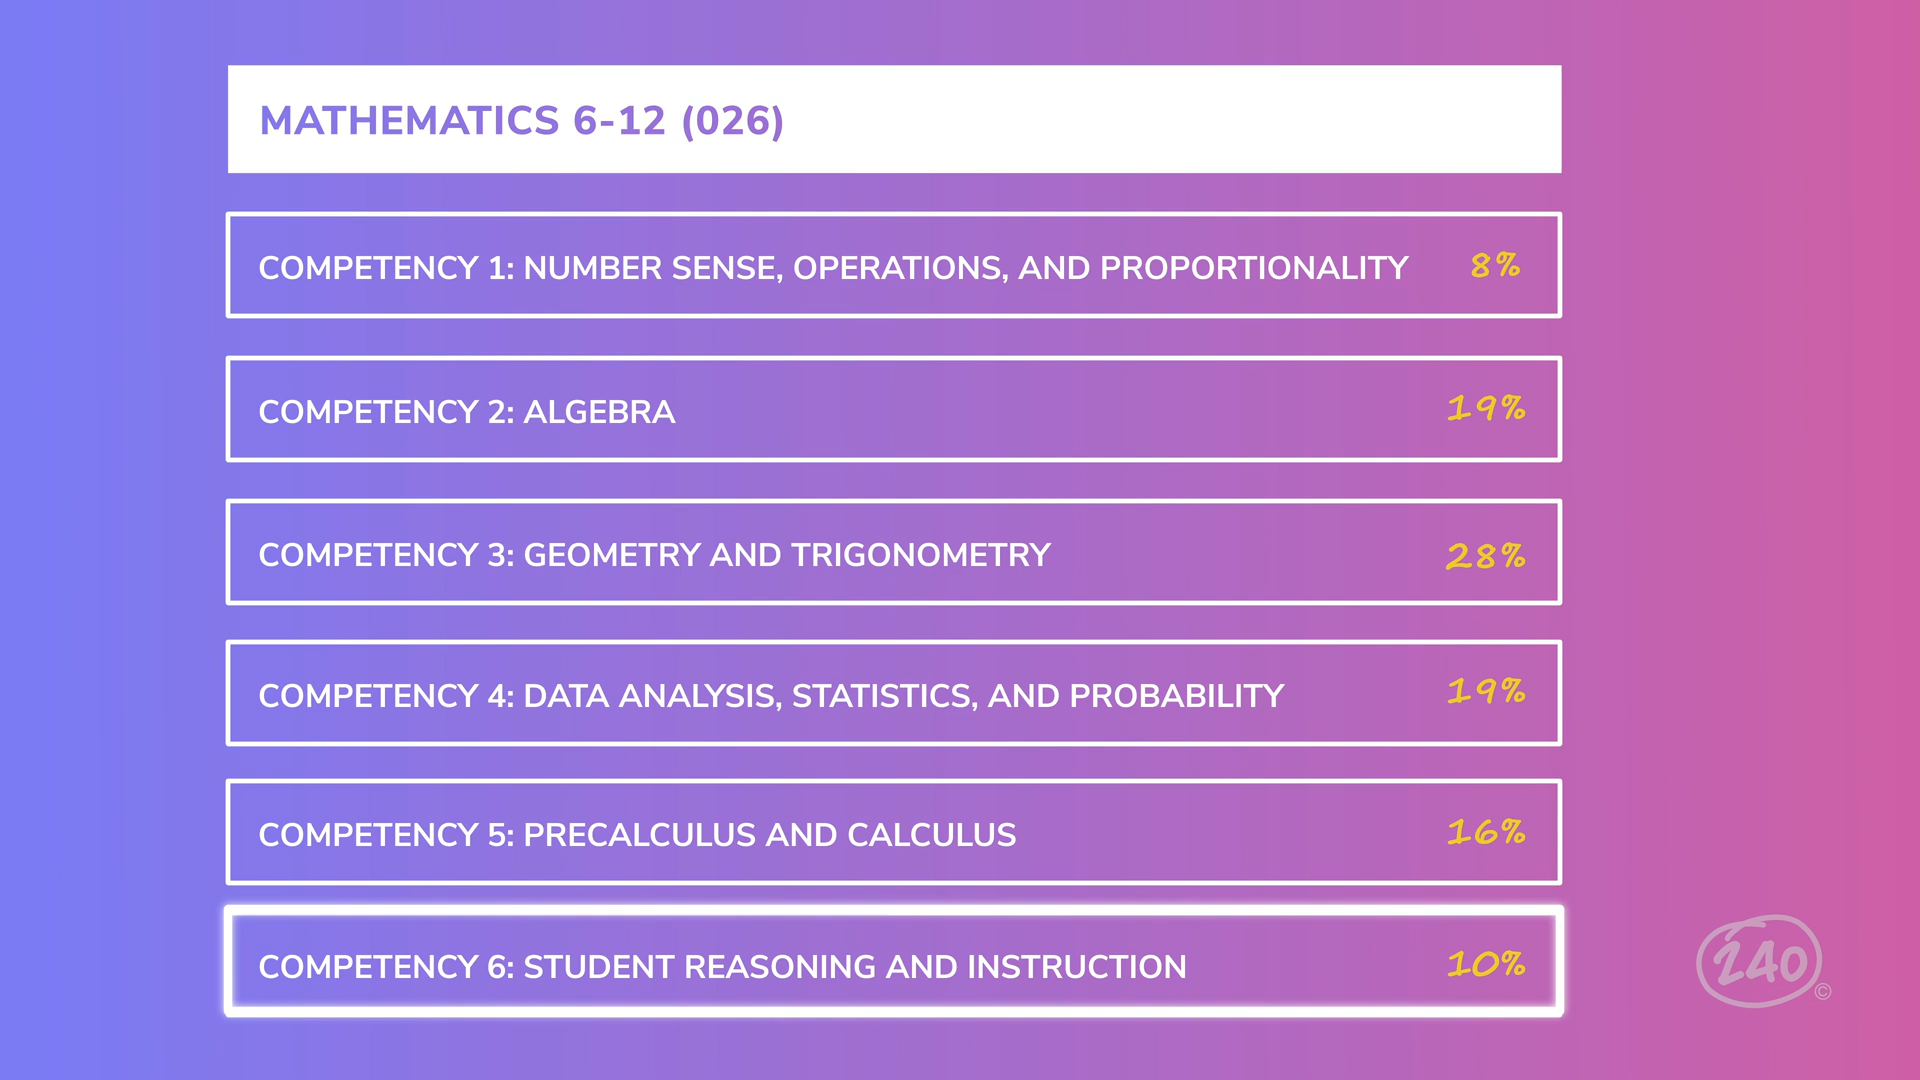 MATHEMATICS 6-12 (026)
COMPETENCY 1: NUMBER SENSE, OPERATIONS, AND PROPORTIONALITY 8%
COMPETENCY 2: ALGEBRA 19%
COMPETENCY 3: GEOMETRY AND TRIGONOMETRY 28%
COMPETENCY 4: DATA ANALYSIS, STATISTICS, AND PROBABILITY 19%
COMPETENCY 5: PRECALCULUS AND CALCULUS 16%
COMPETENCY 6: STUDENT REASONING AND INSTRUCTION 10%
240 ©